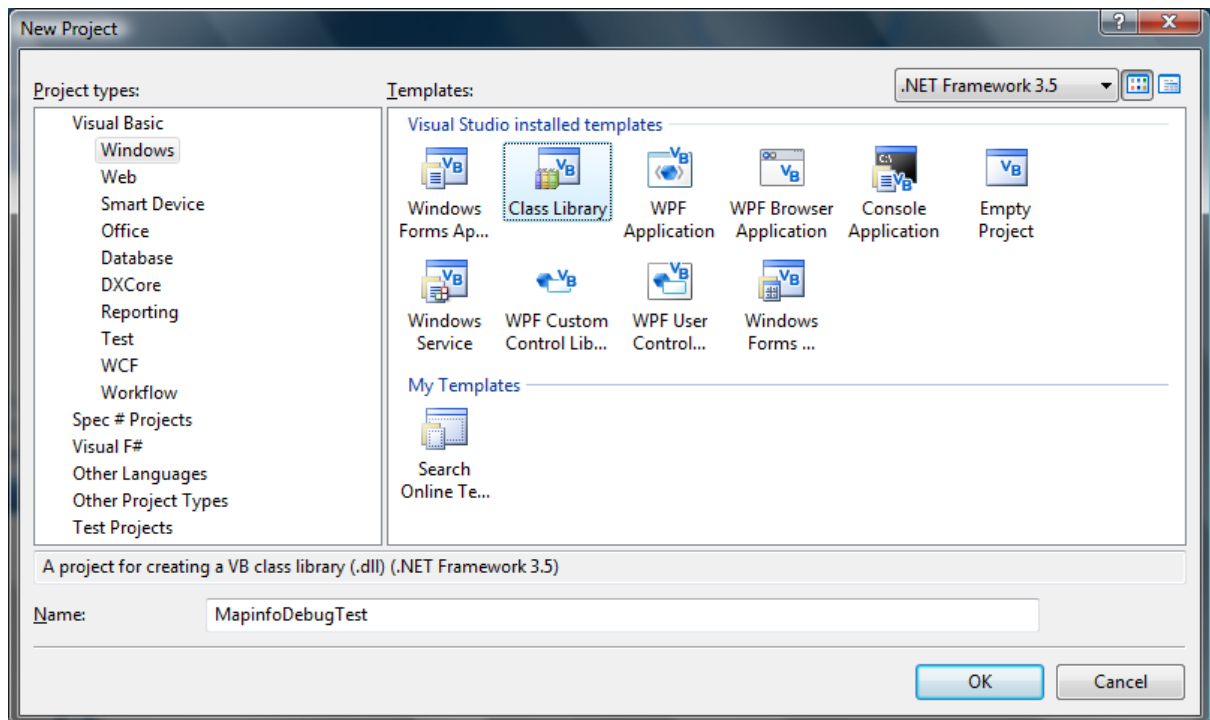 New Project
Project types:
Templates:
.NET Framework 3.5
Visual Basic
Windows
Web
Smart Device
Office
Database
DXCore
Reporting
Test
WCF
Workflow
Spec # Projects
Visual F#
Other Languages
Other Project Types
Test Projects
Visual Studio installed templates
Windows
Forms Ap...
Class Library
WPF
Application
WPF Browser
Application
Console
Application
Empty
Project
Windows
Service
WPF Custom
Control Lib...
WPF User
Control...
Windows
Forms ...
My Templates
Search
Online Te...
A project for creating a VB class library (.dll) (.NET Framework 3.5)
Name:
MapinfoDebugTest
OK
Cancel